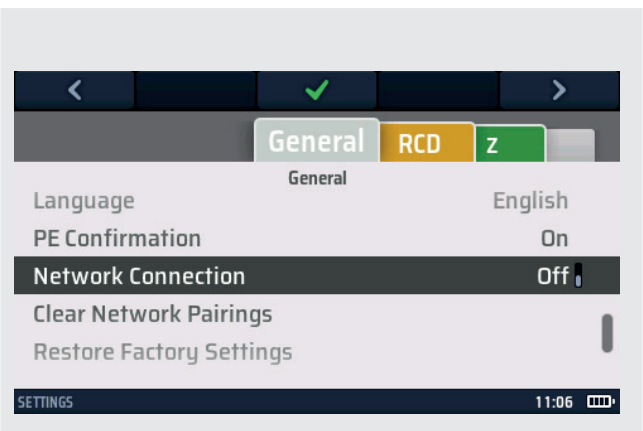 General RCD Z
General
Language English
PE Confirmation On
Network Connection Off
Clear Network Pairings
Restore Factory Settings
SETTINGS 11:06